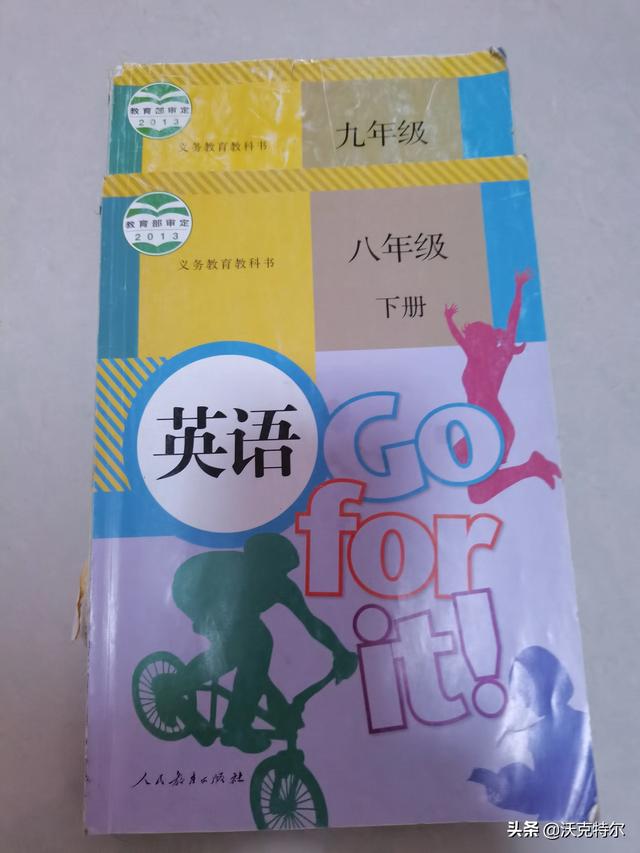 教育部审定
2013
义务教育教科书
九年级
教育部审定
2013
义务教育教科书
八年级
下册
英语
Go
for
it!
人民教育出版社
头条 @沃克特尔